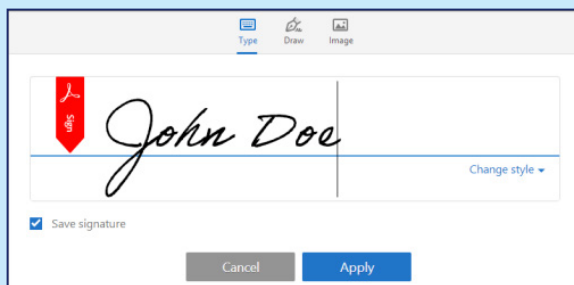 Type Draw Image
Sign
John Doe
Change style
Save signature
Cancel Apply